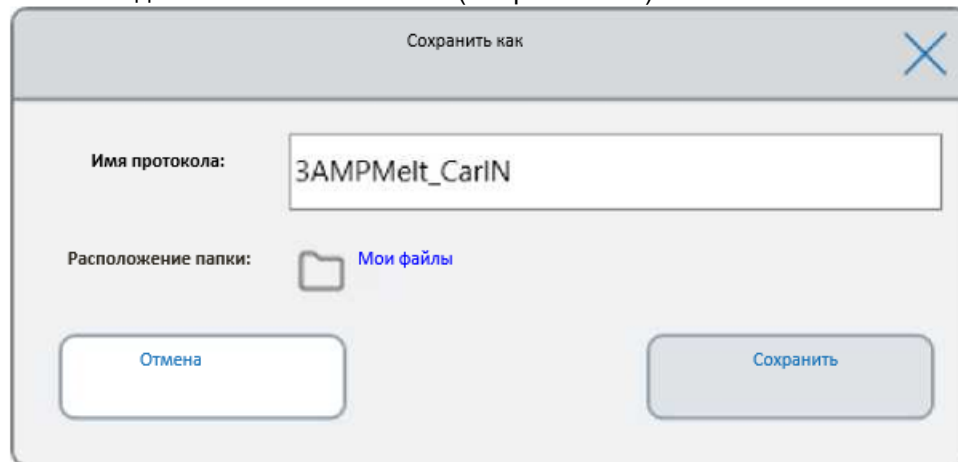 Сохранить как
Имя протокола:
3AMPMelt_CarIN
Расположение папки:
Мои файлы
Отмена
Сохранить